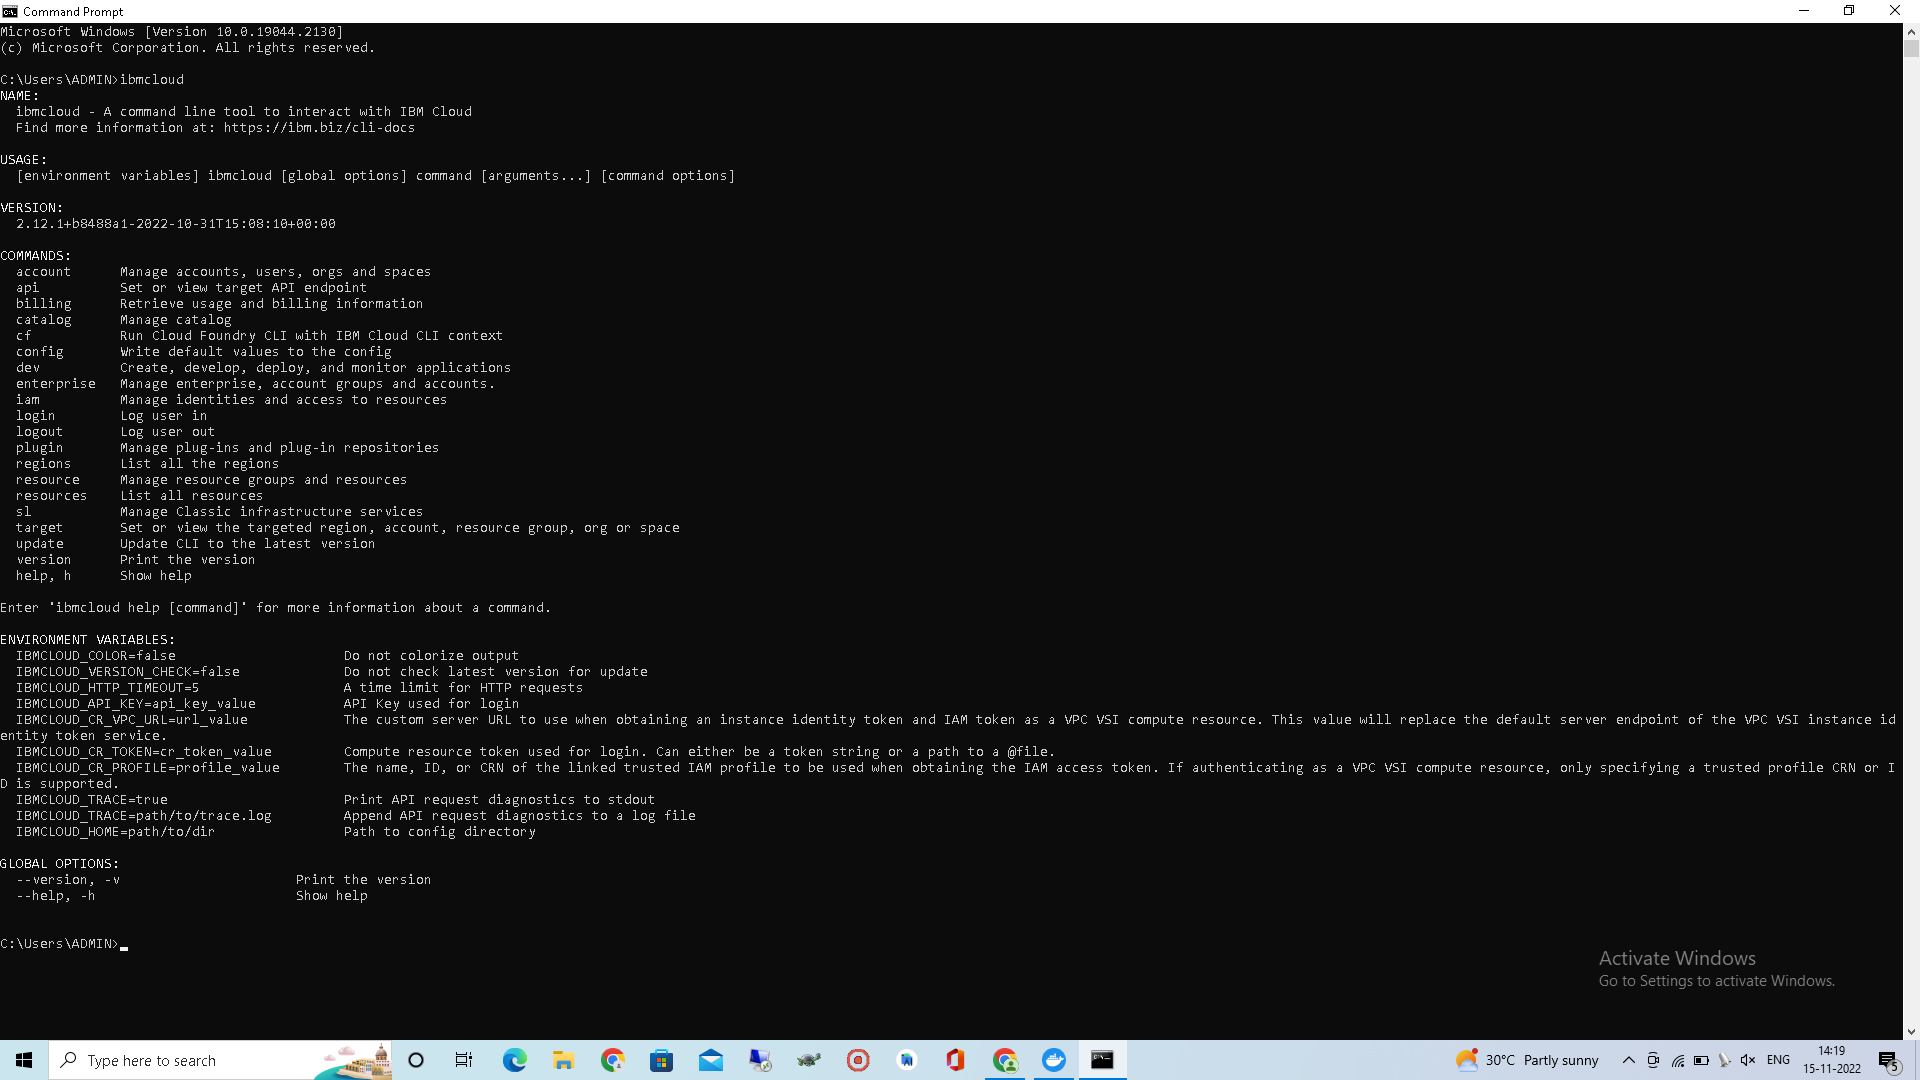 Command Prompt
Microsoft Windows [Version 10.0.19044.2130]
(c) Microsoft Corporation. All rights reserved.
C:\Users\ADMIN>ibmcloud
NAME:
ibmcloud - A command line tool to interact with IBM Cloud
Find more information at: https://ibm.biz/cli-docs
USAGE:
[environment variables] ibmcloud [global options] command [arguments...] [command options]
VERSION:
2.12.1+b8488a1-2022-10-31T15:08:10+00:00
COMMANDS:
account Manage accounts, users, orgs and spaces
api Set or view target API endpoint
billing Retrieve usage and billing information
catalog Manage catalog
cf Run Cloud Foundry CLI with IBM Cloud CLI context
config Write default values to the config
dev Create, develop, deploy, and monitor applications
enterprise Manage enterprise, account groups and accounts.
iam Manage identities and access to resources
login Log user in
logout Log user out
plugin Manage plug-ins and plug-in repositories
regions List all the regions
resource Manage resource groups and resources
resources List all resources
sl Manage Classic infrastructure services
target Set or view the targeted region, account, resource group, org or space
update Update CLI to the latest version
version Print the version
help, h Show help
Enter 'ibmcloud help [command]' for more information about a command.
ENVIRONMENT VARIABLES:
IBMCLOUD_COLOR=false Do not colorize output
IBMCLOUD_VERSION_CHECK=false Do not check latest version for update
IBMCLOUD_HTTP_TIMEOUT=5 A time limit for HTTP requests
IBMCLOUD_API_KEY=api_key_value API Key used for login
IBMCLOUD_CR_VPC_URL=url_value The custom server URL to use when obtaining an instance identity token and IAM token as a VPC VSI compute resource. This value will replace the default server endpoint of the VPC VSI instance id
entity token service.
IBMCLOUD_CR_TOKEN=cr_token_value Compute resource token used for login. Can either be a token string or a path to a @file.
IBMCLOUD_CR_PROFILE=profile_value The name, ID, or CRN of the linked trusted IAM profile to be used when obtaining the IAM access token. If authenticating as a VPC VSI compute resource, only specifying a trusted profile CRN or I
D is supported.
IBMCLOUD_TRACE=true Print API request diagnostics to stdout
IBMCLOUD_TRACE=path/to/trace.log Append API request diagnostics to a log file
IBMCLOUD_HOME=path/to/dir Path to config directory
GLOBAL OPTIONS:
--version, -v Print the version
--help, -h Show help
C:\Users\ADMIN>
Activate Windows
Go to Settings to activate Windows.
Type here to search
30°C Partly sunny
ENG
14:19
15-11-2022
5